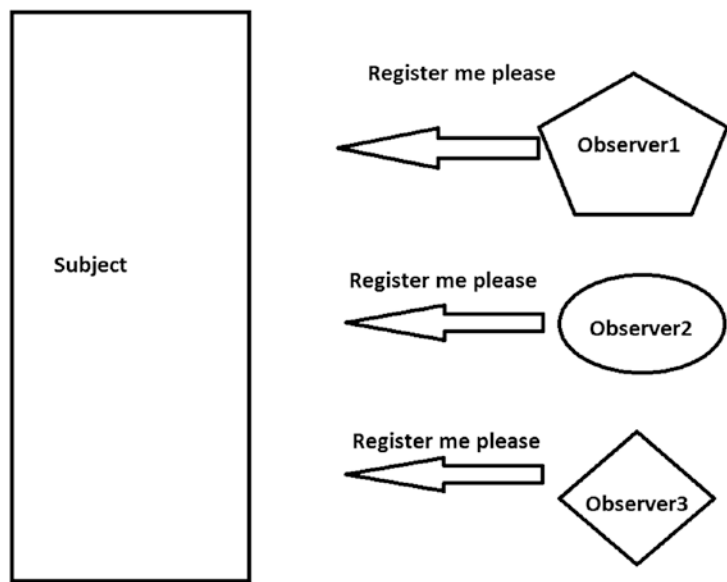 Register me please
Observer1
Subject
Register me please
Observer2
Register me please
Observer3